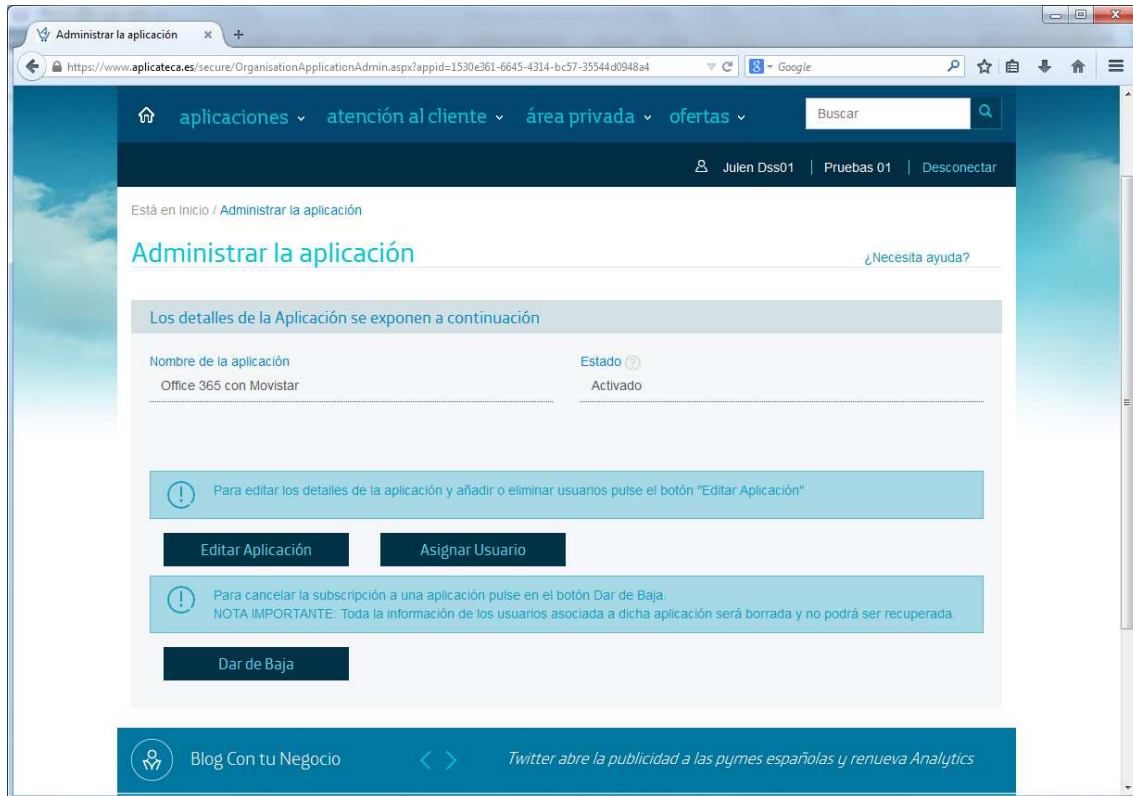 Administrar la aplicación
https://www.aplicateca.es/secure/OrganisationApplicationAdmin.aspx?appid=1530e361-6645-4314-bc57-35544d0948a4
Google
aplicaciones atención al cliente área privada ofertas Buscar
Julen Dss01 | Pruebas 01 | Desconectar
Está en Inicio / Administrar la aplicación
Administrar la aplicación ¿Necesita ayuda?
Los detalles de la Aplicación se exponen a continuación
Nombre de la aplicación Estado ?
Office 365 con Movistar Activado
Para editar los detalles de la aplicación y añadir o eliminar usuarios pulse el botón "Editar Aplicación"
Editar Aplicación Asignar Usuario
Para cancelar la subscripción a una aplicación pulse en el botón Dar de Baja.
NOTA IMPORTANTE: Toda la información de los usuarios asociada a dicha aplicación será borrada y no podrá ser recuperada.
Dar de Baja
Blog Con tu Negocio Twitter abre la publicidad a las pymes españolas y renueva Analytics